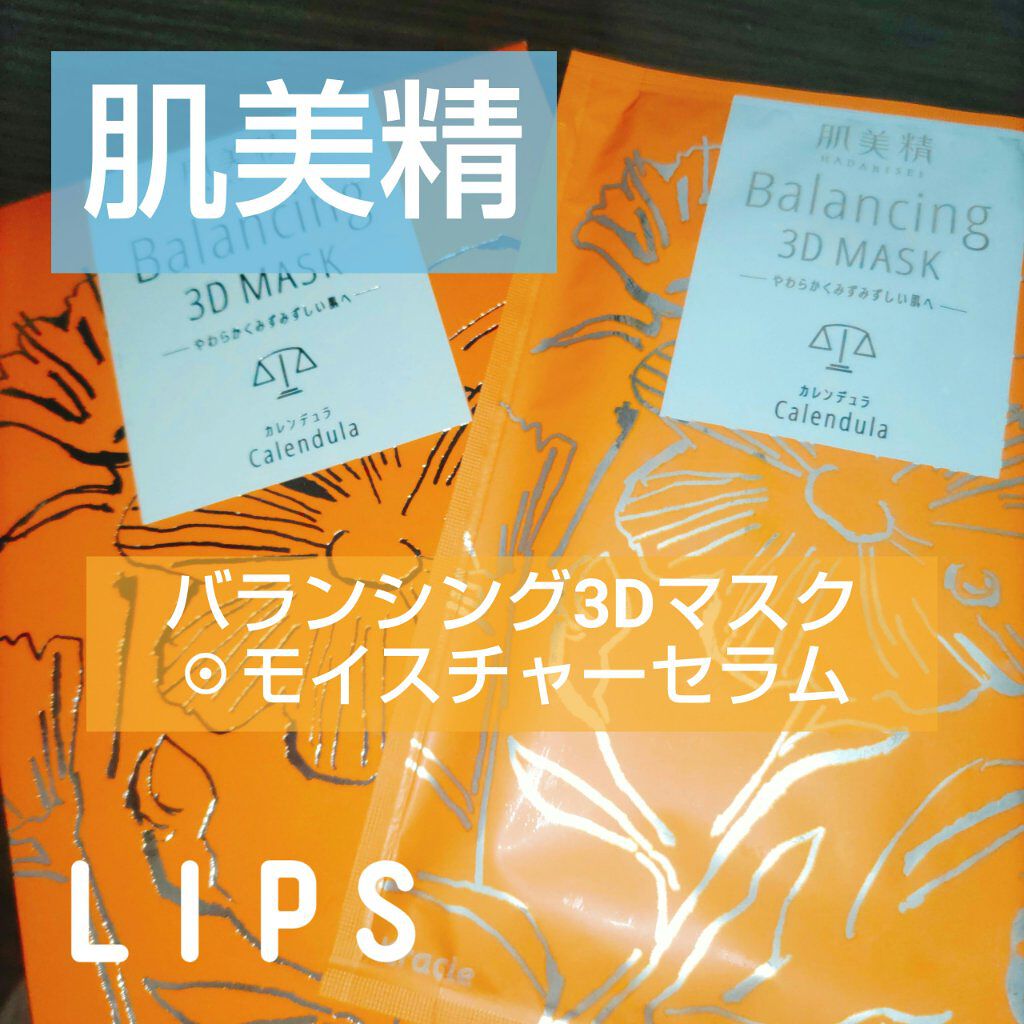 肌美精
Balancing
3D MASK
やわらかくみずみずしい肌へ
カレンデュラ
Calendula
肌美精
HADABISEI
Balancing
3D MASK
やわらかくみずみずしい肌へ
カレンデュラ
Calendula
バランシング3Dマスク
⊙モイスチャーセラム
LIPS
Kracie